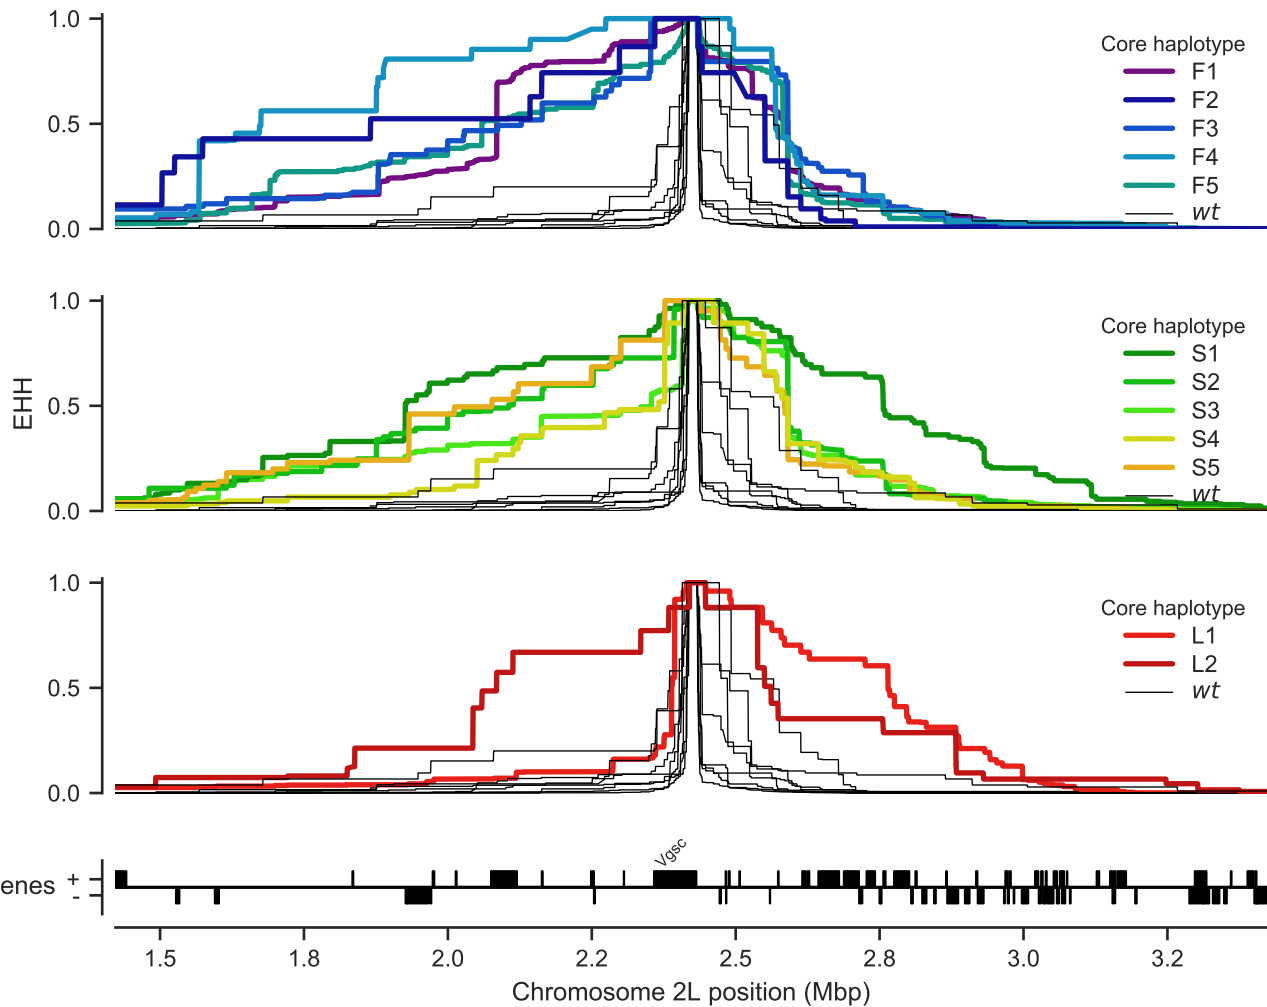 1.0
0.5
0.0
Core haplotype
F1
F2
F3
F4
F5
wt
EHH
1.0
0.5
0.0
Core haplotype
S1
S2
S3
S4
S5
wt
1.0
0.5
0.0
Core haplotype
L1
L2
wt
Vgsc
enes
+
-
1.5 1.8 2.0 2.2 2.5 2.8 3.0 3.2
Chromosome 2L position (Mbp)